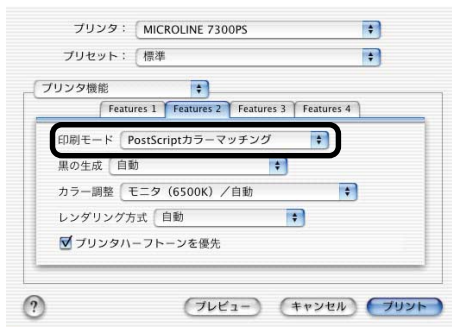 プリンタ： MICROLINE 7300PS
プリセット： 標準
プリンタ機能
Features 1 Features 2 Features 3 Features 4
印刷モード PostScriptカラーマッチング
黒の生成 自動
カラー調整 モニタ（6500K）／自動
レンダリング方式 自動
プリンタハーフトーンを優先
? プレビュー キャンセル プリント